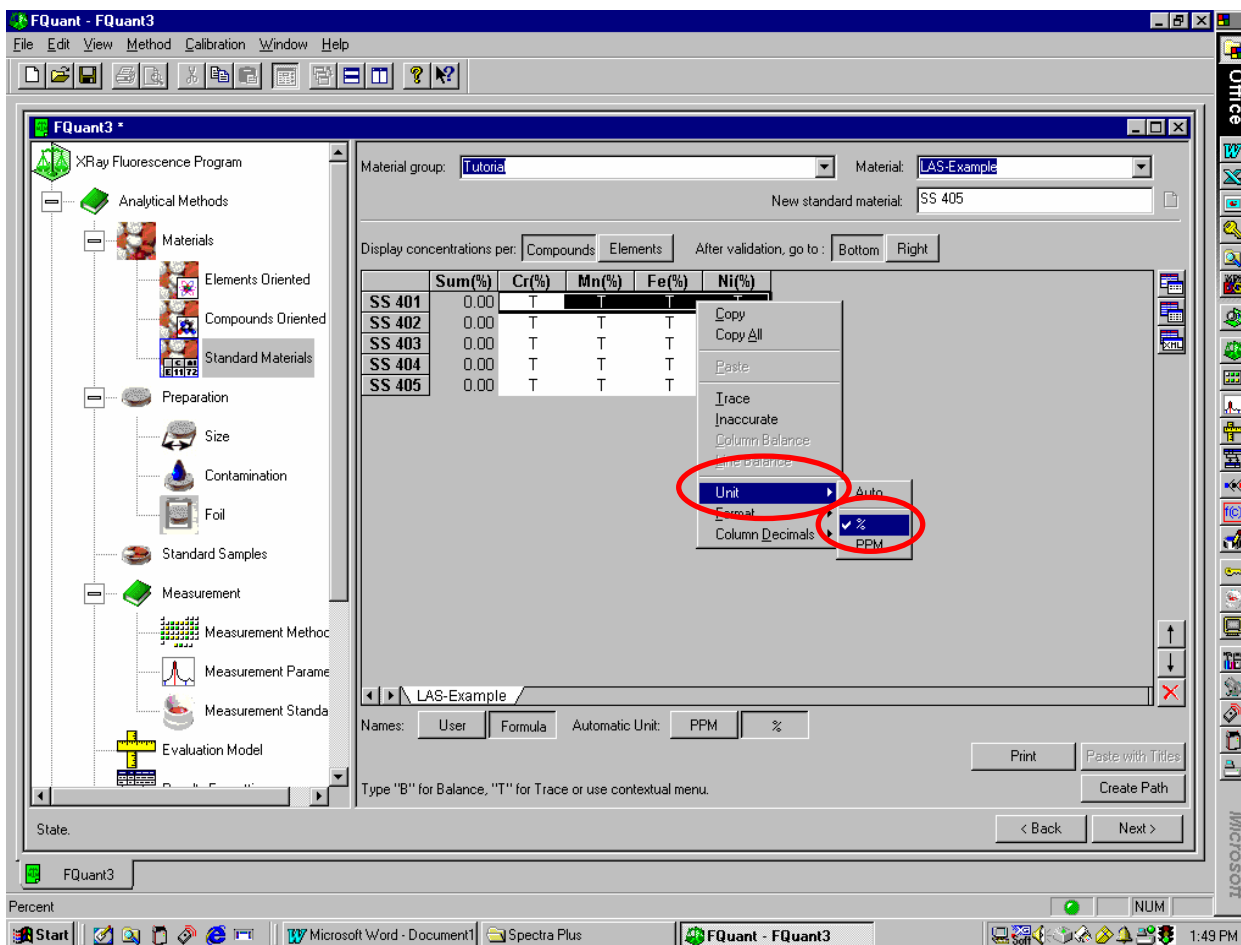 FQuant - FQuant3
File Edit View Method Calibration Window Help
Office
FQuant3 *
XRay Fluorescence Program
Analytical Methods
Materials
Elements Oriented
Compounds Oriented
Standard Materials
Preparation
Size
Contamination
Foil
Standard Samples
Measurement
Measurement Method
Measurement Parame
Measurement Standa
Evaluation Model
Material group: Tutorial Material: LAS-Example
New standard material: SS 405
Display concentrations per: Compounds Elements After validation, go to : Bottom Right
Sum(%) Cr(%) Mn(%) Fe(%) Ni(%)
SS 401 0.00 T T T T
SS 402 0.00 T T T
SS 403 0.00 T T T
SS 404 0.00 T T T
SS 405 0.00 T T T
Copy
Copy All
Paste
Trace
Inaccurate
Column Balance
Line Balance
Unit
Format
Column Decimals
Auto
%
PPM
XML
LAS-Example
Names: User Formula Automatic Unit: PPM %
Print Paste with Titles
Type "B" for Balance, "T" for Trace or use contextual menu.
Create Path
State.
< Back Next >
FQuant3
Percent
NUM
Microsoft
Start Microsoft Word - Document1 Spectra Plus FQuant - FQuant3 1:49 PM